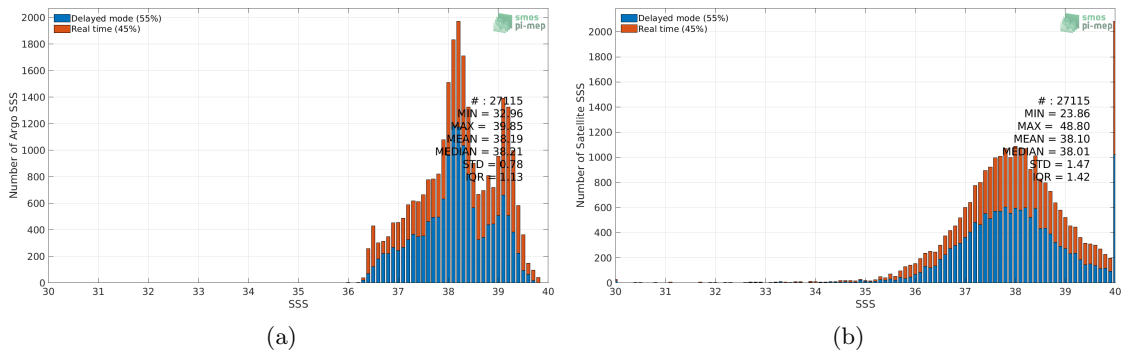 Delayed mode (55%)
Real time (45%)
smos
pi-mep
# : 27115
MIN = 32.96
MAX = 39.85
MEAN = 38.19
MEDIAN = 38.21
STD = 0.78
IQR = 1.13
Number of Argo SSS
2000
1800
1600
1400
1200
1000
800
600
400
200
0
30 31 32 33 34 35 36 37 38 39 40
SSS
(a)
Delayed mode (55%)
Real time (45%)
smos
pi-mep
# : 27115
MIN = 23.86
MAX = 48.80
MEAN = 38.10
MEDIAN = 38.01
STD = 1.47
IQR = 1.42
Number of Satellite SSS
2000
1800
1600
1400
1200
1000
800
600
400
200
0
30 31 32 33 34 35 36 37 38 39 40
SSS
(b)